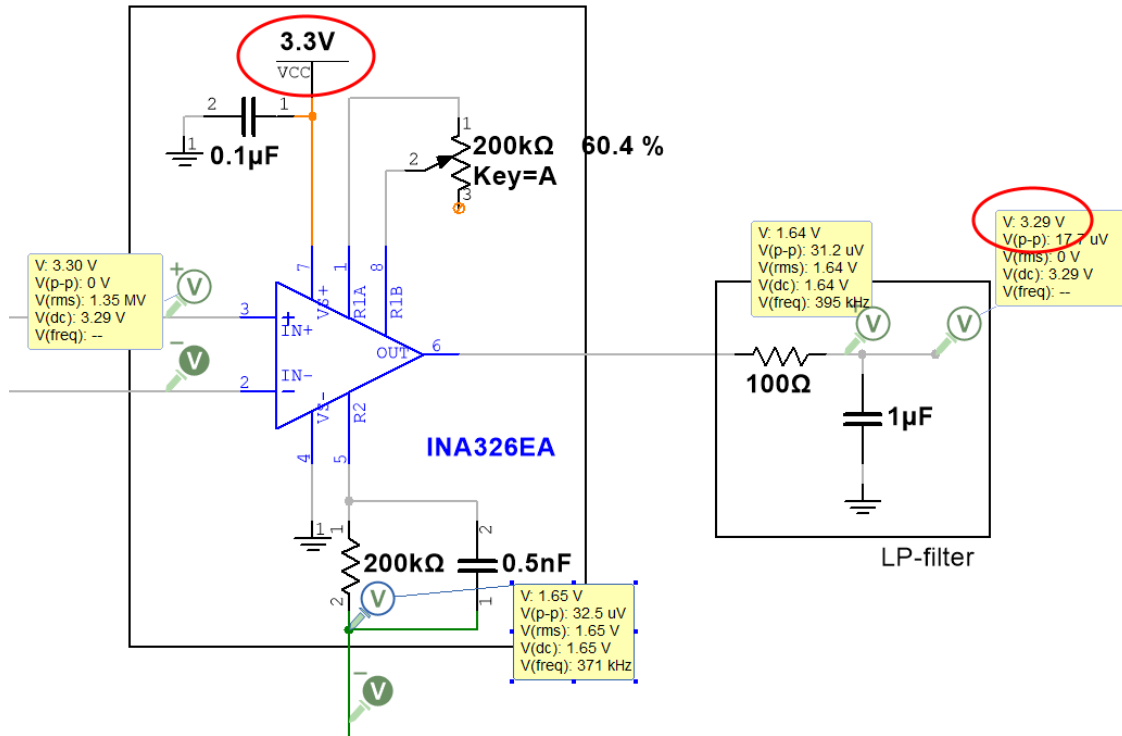 3.3V
VCC
2
1
1
0.1µF
1
2
200kΩ
60.4 %
Key=A
3
V: 3.30 V
V(p-p): 0 V
V(rms): 1.35 MV
V(dc): 3.29 V
V(freq): --
+
V
−
V
7
1
8
VS+
R1A
R1B
3
+
IN+
OUT
6
2
−
IN-
VS-
R2
4
5
INA326EA
V: 1.64 V
V(p-p): 31.2 uV
V(rms): 1.64 V
V(dc): 1.64 V
V(freq): 395 kHz
V
V: 3.29 V
V(p-p): 17.7 uV
V(rms): 0 V
V(dc): 3.29 V
V(freq): --
V
100Ω
1µF
LP-filter
1
1
2
200kΩ
0.5nF
2
1
V
V: 1.65 V
V(p-p): 32.5 uV
V(rms): 1.65 V
V(dc): 1.65 V
V(freq): 371 kHz
−
V